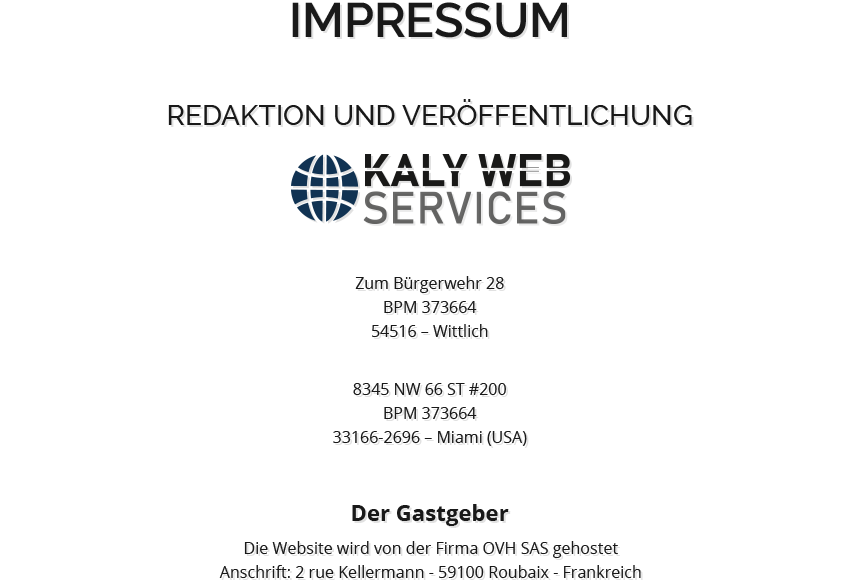 IMPRESSUM
REDAKTION UND VERÖFFENTLICHUNG
KALY WEB
SERVICES
Zum Bürgerwehr 28
BPM 373664
54516 – Wittlich
8345 NW 66 ST #200
BPM 373664
33166-2696 – Miami (USA)
Der Gastgeber
Die Website wird von der Firma OVH SAS gehostet
Anschrift: 2 rue Kellermann - 59100 Roubaix - Frankreich